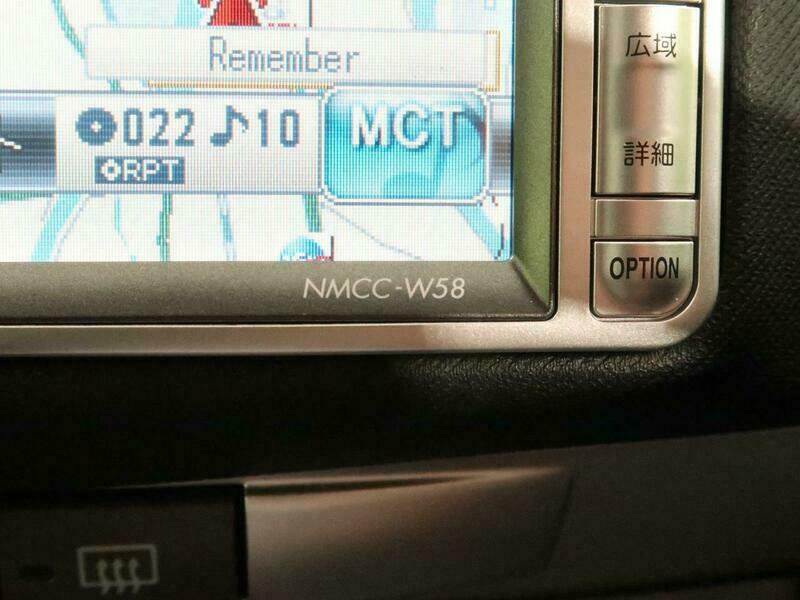 Remember
022 ♪10
RPT
MCT
広域
詳細
OPTION
NMCC-W58